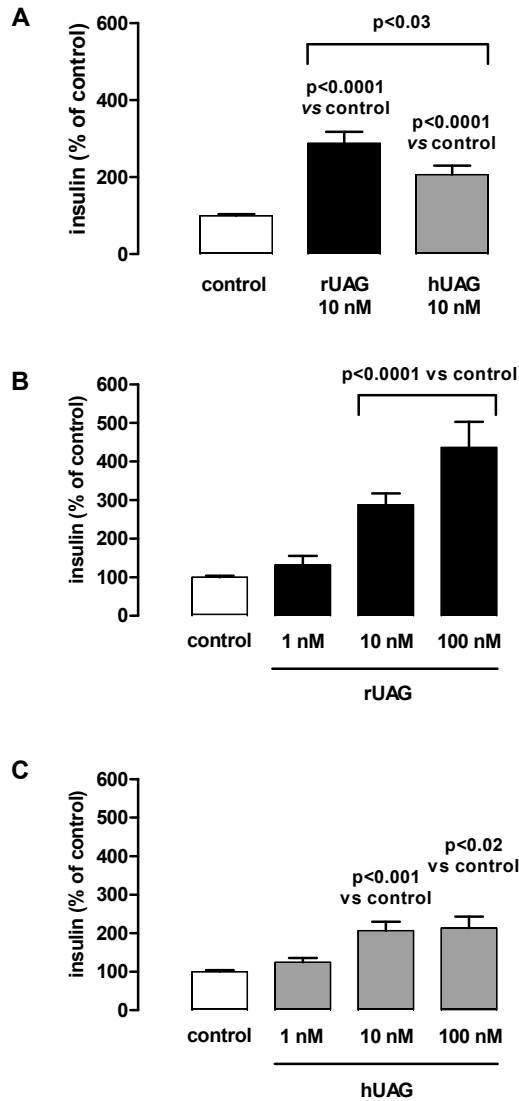 A
p<0.03
p<0.0001
vs control
p<0.0001
vs control
insulin (% of control)
600
400
200
0
control
rUAG
10 nM
hUAG
10 nM
B
p<0.0001 vs control
insulin (% of control)
600
500
400
300
200
100
0
control
1 nM
10 nM
100 nM
rUAG
C
p<0.02
vs control
p<0.001
vs control
insulin (% of control)
600
500
400
300
200
100
0
control
1 nM
10 nM
100 nM
hUAG